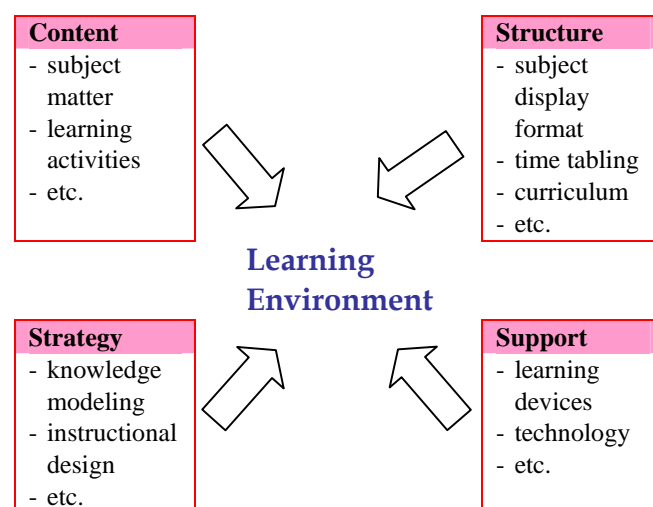 Content
- subject
matter
- learning
activities
- etc.
Structure
- subject
display
format
- time tabling
- curriculum
- etc.
Learning
Environment
Strategy
- knowledge
modeling
- instructional
design
- etc.
Support
- learning
devices
- technology
- etc.